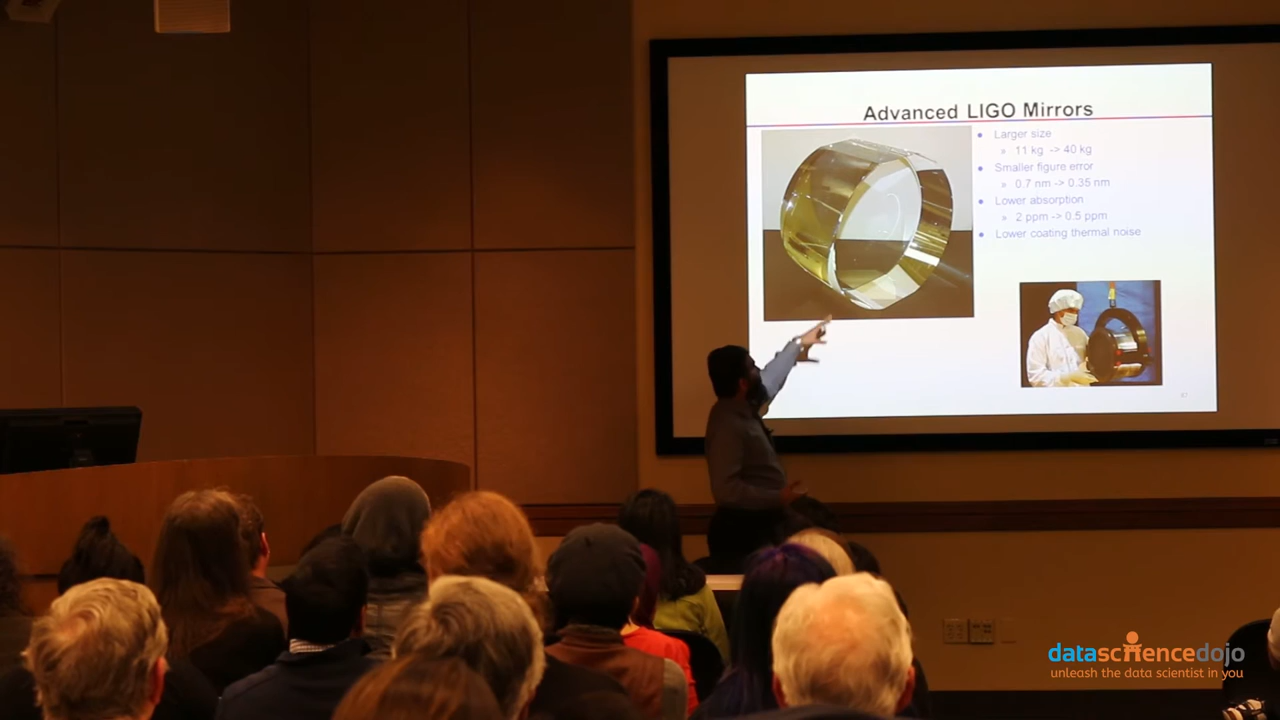 Advanced LIGO Mirrors
● Larger size
» 11 kg -> 40 kg
● Smaller figure error
» 0.7 nm -> 0.35 nm
● Lower absorption
» 2 ppm -> 0.5 ppm
● Lower coating thermal noise
datasciencedojo
unleash the data scientist in you